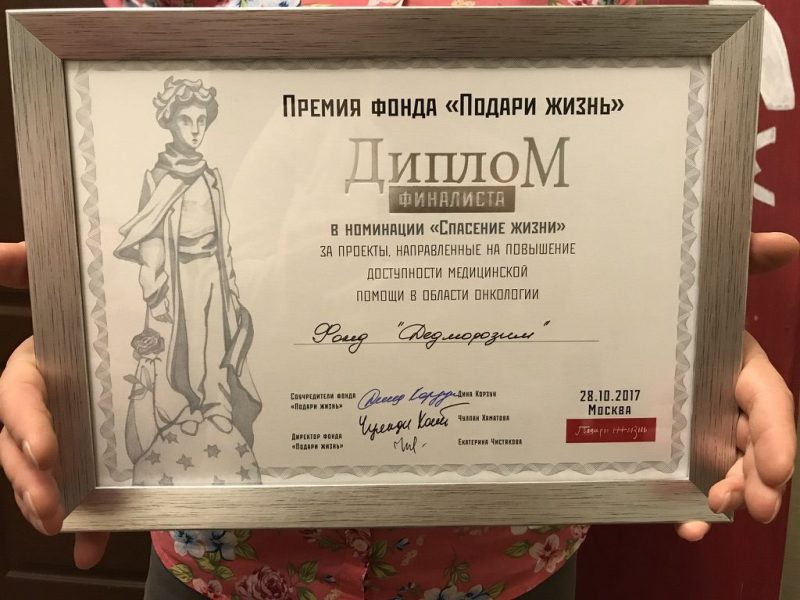 Премия фонда «Подари жизнь»
ДИПЛОМ
ФИНАЛИСТА
в номинации «Спасение жизни»
за проекты, направленные на повышение
доступности медицинской
помощи в области онкологии
Фонд "Дедморозим"
Соучредители фонда
«Подари жизнь»
Дина Корзун
Чулпан Хаматова
Директор фонда
«Подари жизнь»
Екатерина Чистякова
28.10.2017
Москва
Подари жизнь